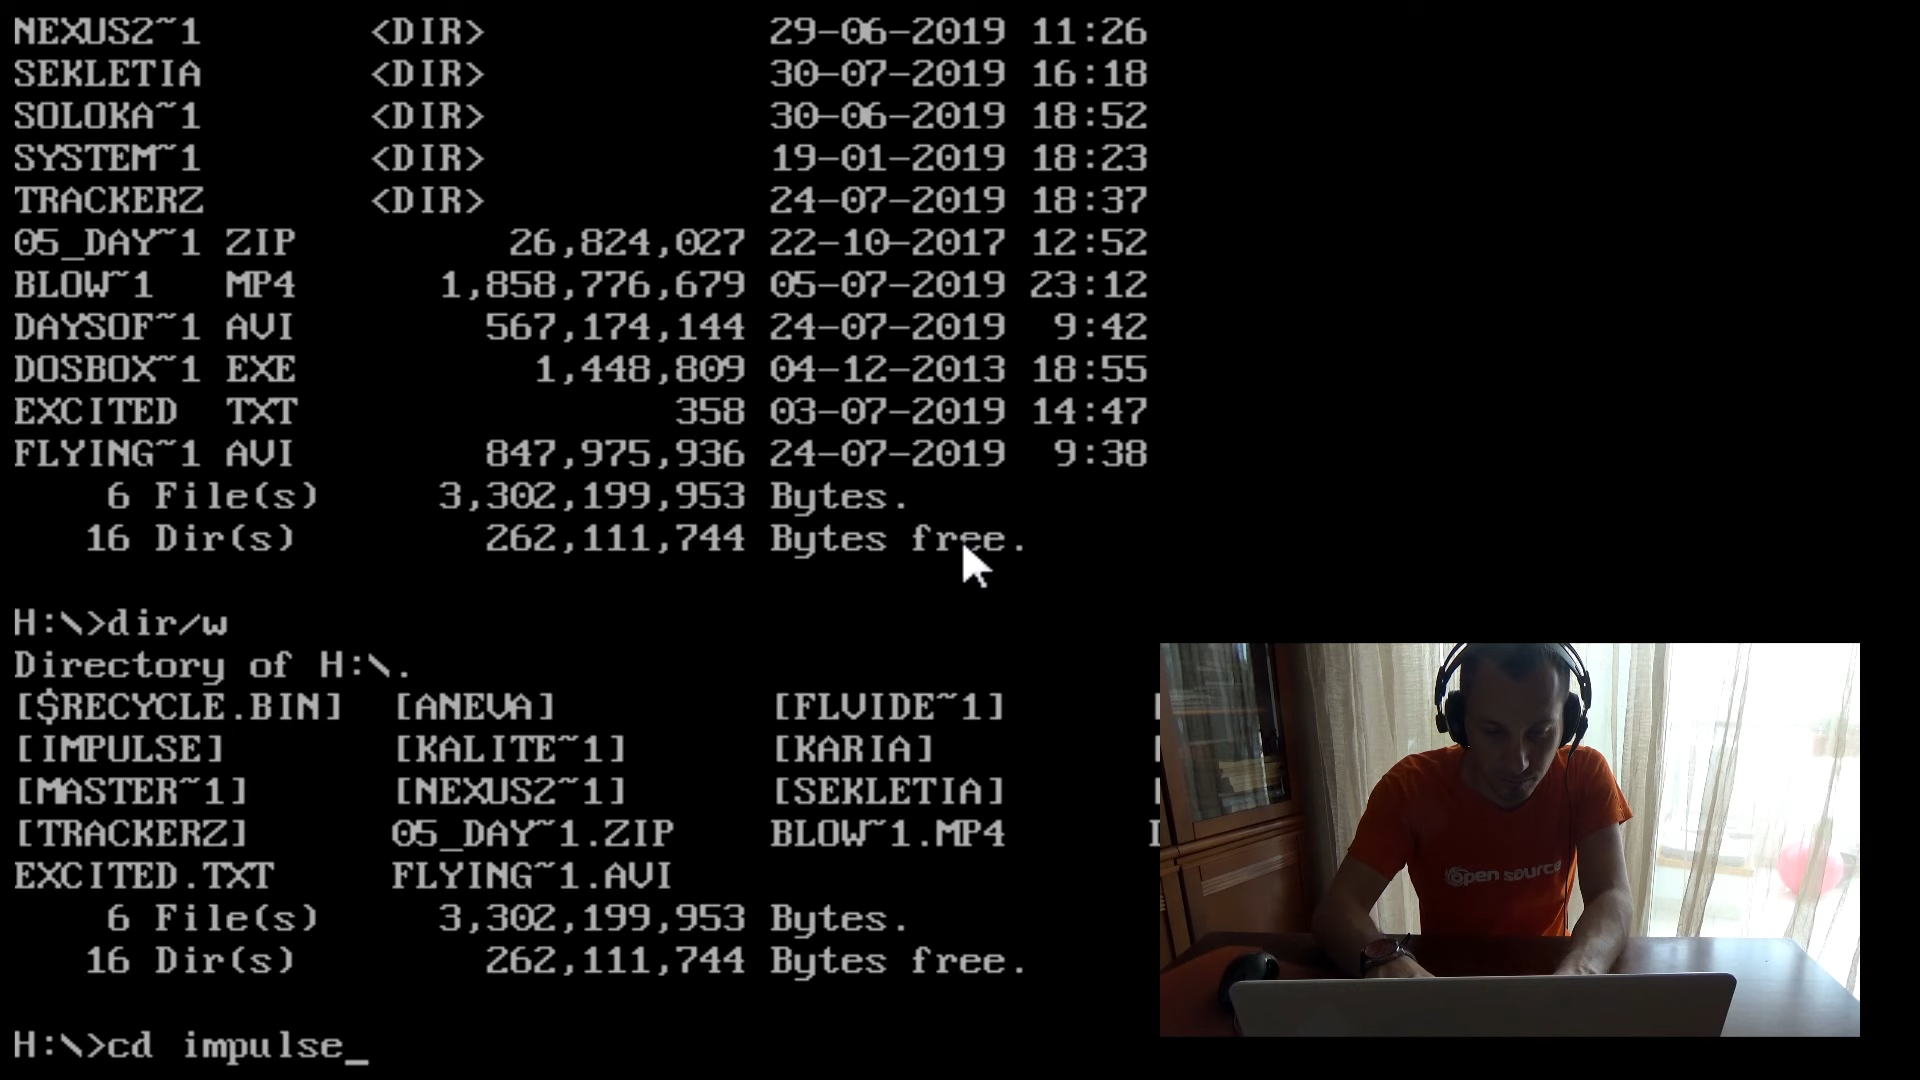 NEXUS2~1 <DIR> 29-06-2019 11:26
SEKLETIA <DIR> 30-07-2019 16:18
SOLOKA~1 <DIR> 30-06-2019 18:52
SYSTEM~1 <DIR> 19-01-2019 18:23
TRACKERZ <DIR> 24-07-2019 18:37
05_DAY~1 ZIP 26,824,027 22-10-2017 12:52
BLOW~1 MP4 1,858,776,679 05-07-2019 23:12
DAYSOF~1 AVI 567,174,144 24-07-2019 9:42
DOSBOX~1 EXE 1,448,809 04-12-2013 18:55
EXCITED TXT 358 03-07-2019 14:47
FLYING~1 AVI 847,975,936 24-07-2019 9:38
6 File(s) 3,302,199,953 Bytes.
16 Dir(s) 262,111,744 Bytes free.
H:\>dir/w
Directory of H:\.
[$RECYCLE.BIN] [ANEVA] [FLVIDE~1]
[IMPULSE] [KALITE~1] [KARIA]
[MASTER~1] [NEXUS2~1] [SEKLETIA]
[TRACKERZ] 05_DAY~1.ZIP BLOW~1.MP4
EXCITED.TXT FLYING~1.AVI
6 File(s) 3,302,199,953 Bytes.
16 Dir(s) 262,111,744 Bytes free.
H:\>cd impulse_
open source